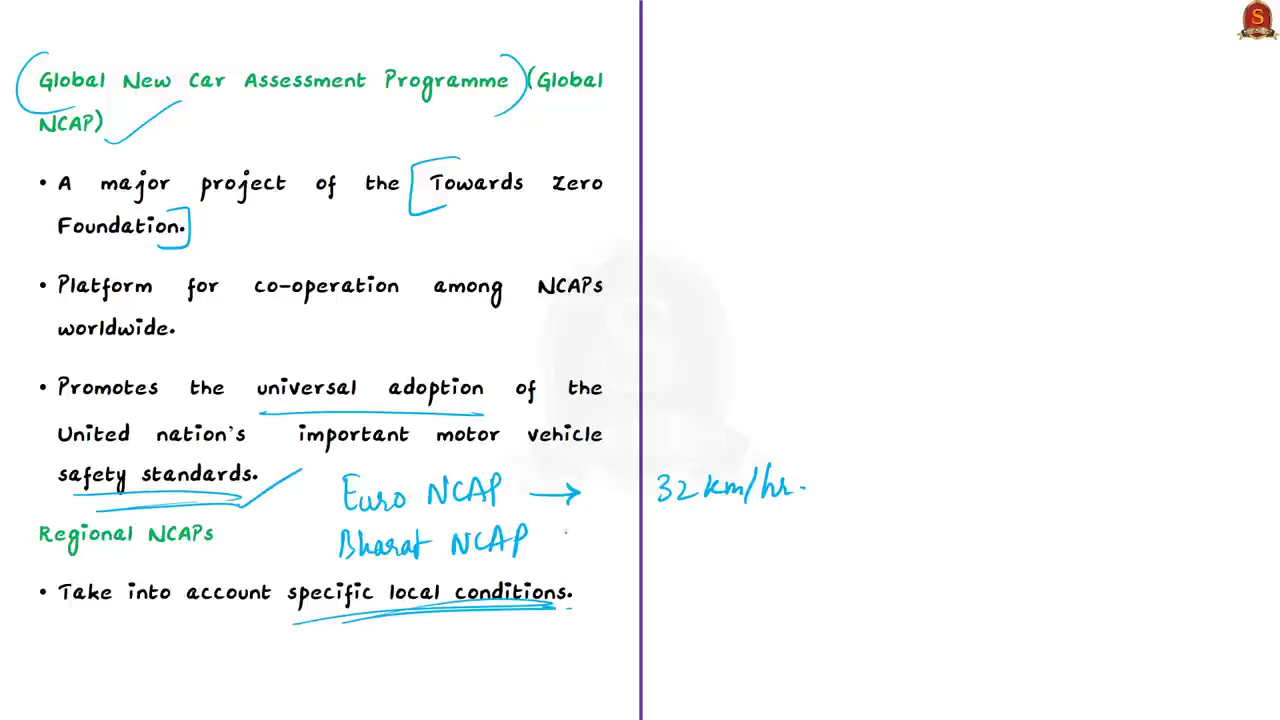 Global New Car Assessment Programme (Global
NCAP)
• A major project of the Towards Zero
Foundation.
• Platform for co-operation among NCAPs
worldwide.
• Promotes the universal adoption of the
United nation's important motor vehicle
safety standards.
Euro NCAP → 32 km/hr.
Regional NCAPs
Bharat NCAP
• Take into account specific local conditions.
S
S